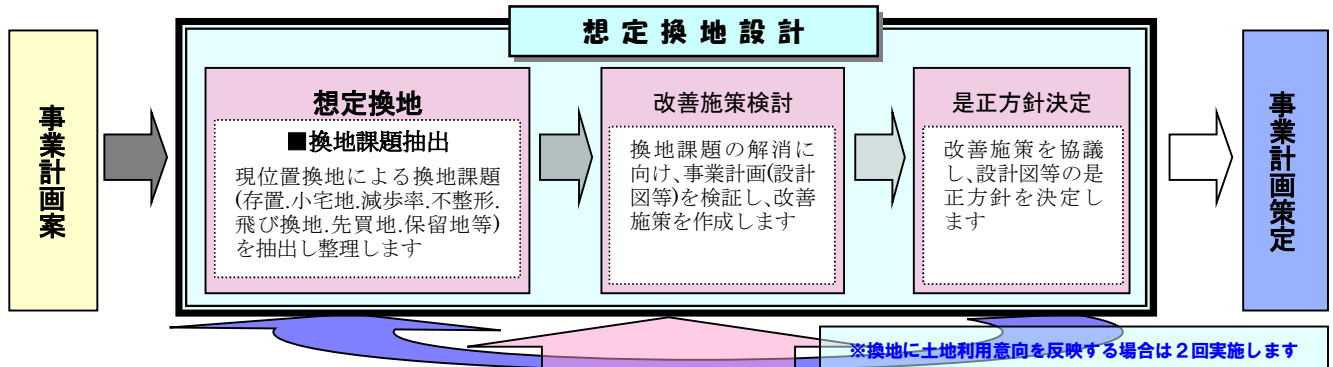 想定換地設計
事業計画案
想定換地
■換地課題抽出
現位置換地による換地課題
(存置.小宅地.減歩率.不整形.
飛び換地.先買地.保留地等)
を抽出し整理します
改善施策検討
換地課題の解消に
向け、事業計画(設計
図等)を検証し、改善
施策を作成します
是正方針決定
改善施策を協議
し、設計図等の是
正方針を決定し
ます
事業計画策定
※換地に土地利用意向を反映する場合は２回実施します